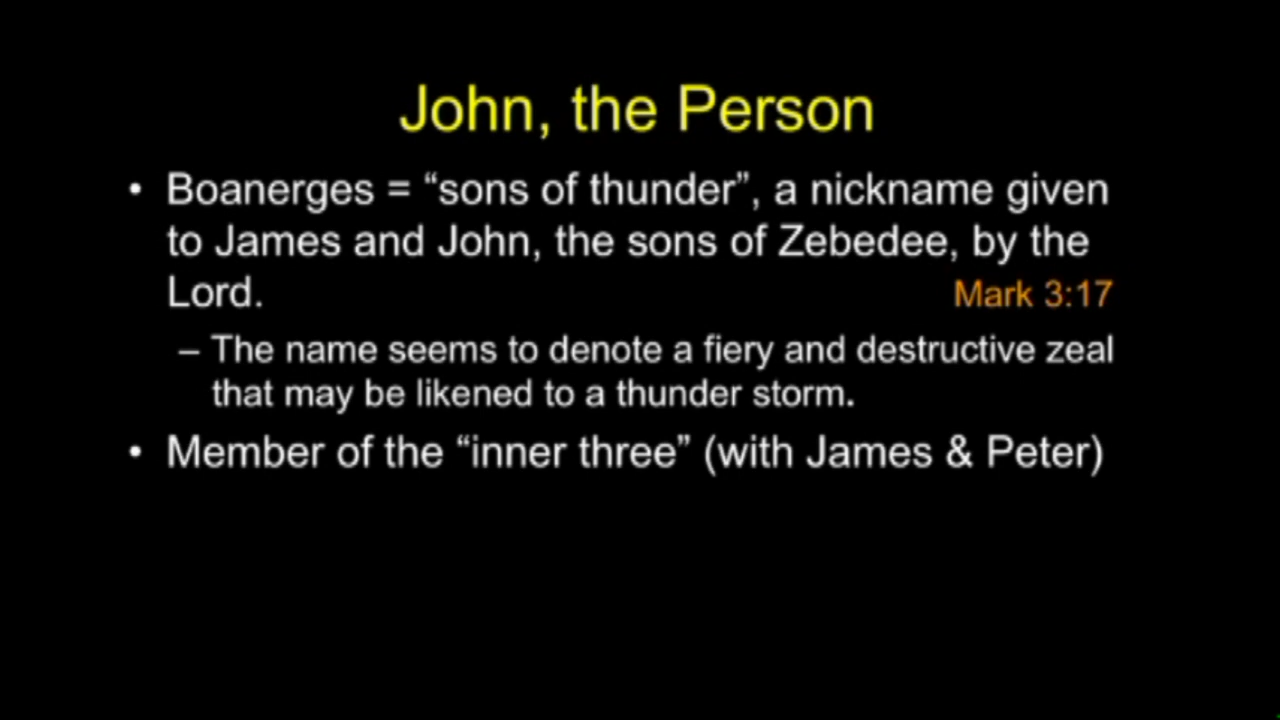 John, the Person
• Boanerges = “sons of thunder”, a nickname given
to James and John, the sons of Zebedee, by the
Lord. Mark 3:17
– The name seems to denote a fiery and destructive zeal
that may be likened to a thunder storm.
• Member of the “inner three” (with James & Peter)